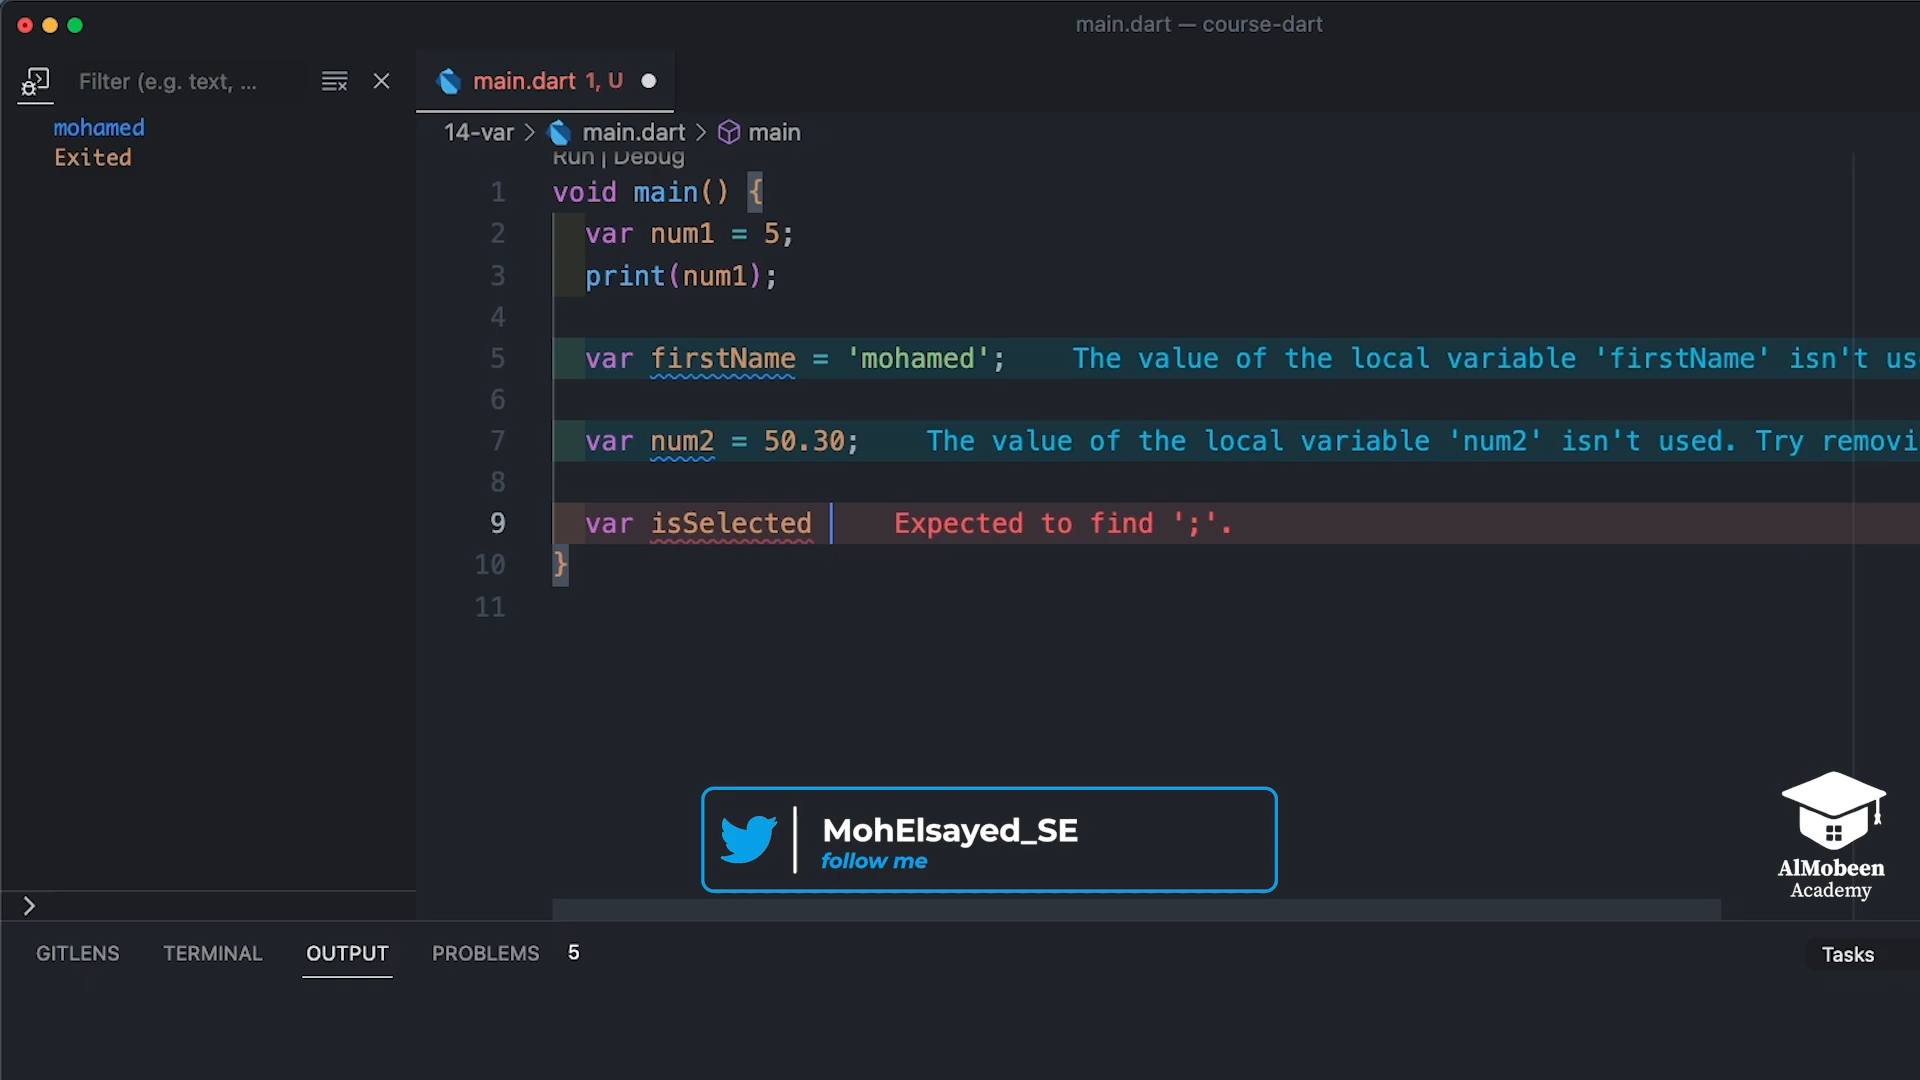 main.dart — course-dart
Filter (e.g. text, ...
main.dart 1, U
mohamed
Exited
14-var > main.dart > main
Run | Debug
1 void main() {
2 var num1 = 5;
3 print(num1);
4
5 var firstName = 'mohamed'; The value of the local variable 'firstName' isn't us
6
7 var num2 = 50.30; The value of the local variable 'num2' isn't used. Try removi
8
9 var isSelected Expected to find ';'.
10 }
11
MohElsayed_SE
follow me
AlMobeen
Academy
GITLENS TERMINAL OUTPUT PROBLEMS 5 Tasks